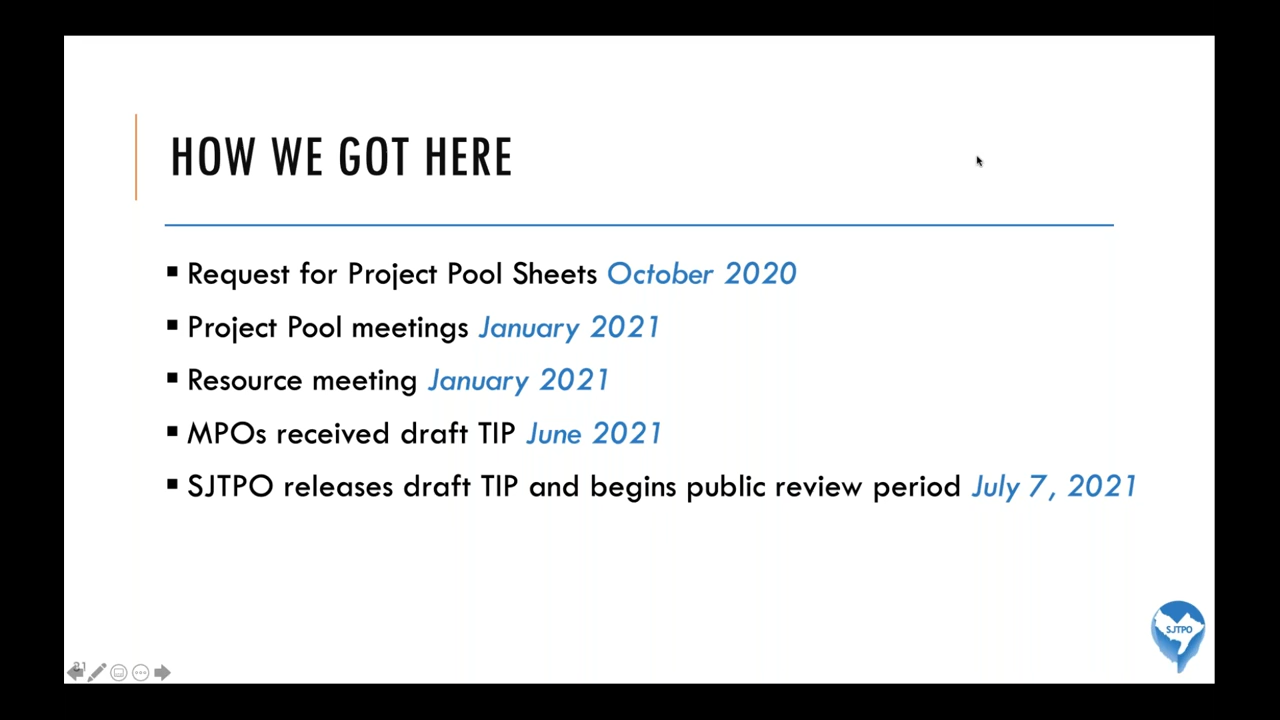 HOW WE GOT HERE
▪ Request for Project Pool Sheets October 2020
▪ Project Pool meetings January 2021
▪ Resource meeting January 2021
▪ MPOs received draft TIP June 2021
▪ SJTPO releases draft TIP and begins public review period July 7, 2021
SJTPO
21